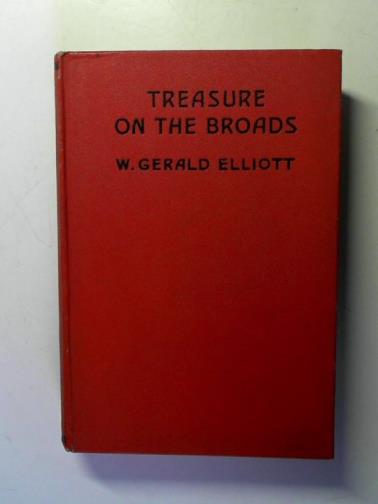 TREASURE
ON THE BROADS
W. GERALD ELLIOTT